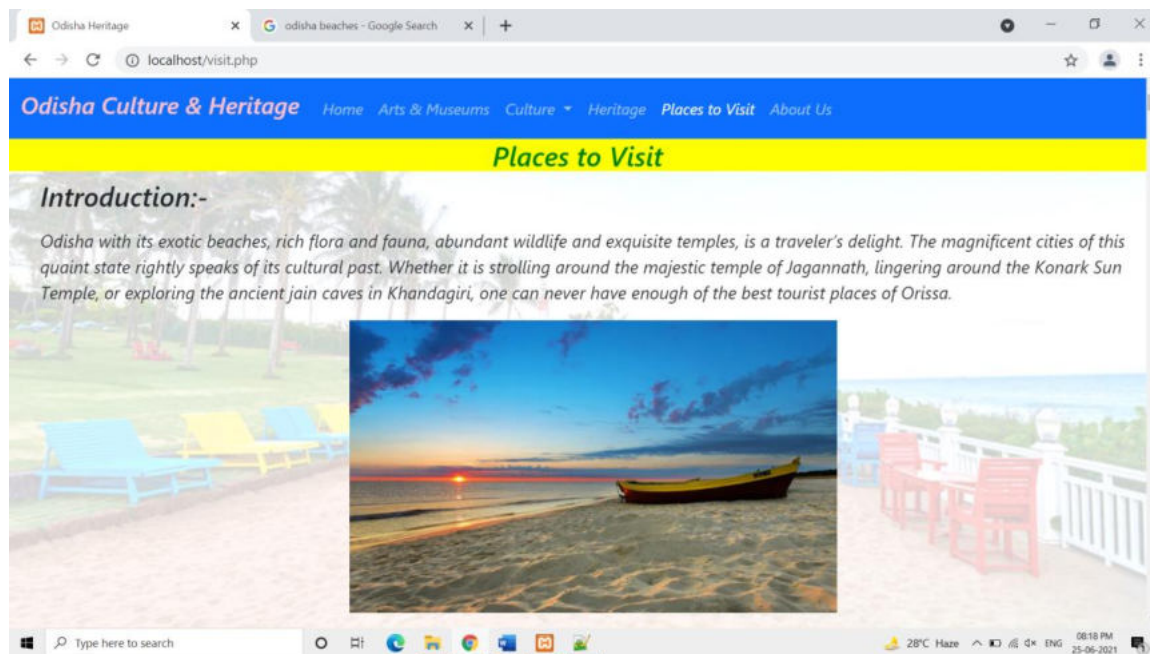 Odisha Heritage
odisha beaches - Google Search
localhost/visit.php
Odisha Culture & Heritage Home Arts & Museums Culture Heritage Places to Visit About Us
Places to Visit
Introduction:-
Odisha with its exotic beaches, rich flora and fauna, abundant wildlife and exquisite temples, is a traveler's delight. The magnificent cities of this
quaint state rightly speaks of its cultural past. Whether it is strolling around the majestic temple of Jagannath, lingering around the Konark Sun
Temple, or exploring the ancient jain caves in Khandagiri, one can never have enough of the best tourist places of Orissa.
Type here to search
28°C Haze
ENG
08:18 PM
25-06-2021